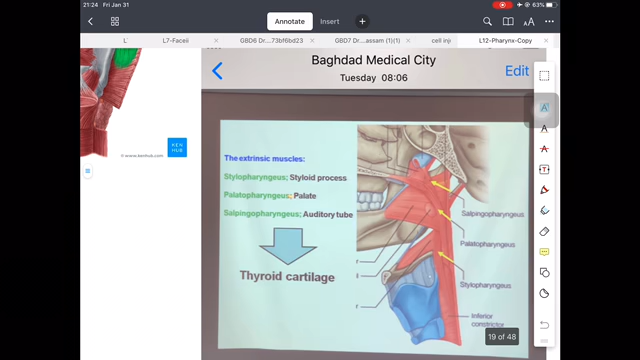 21:24 Fri Jan 31
63%
Annotate Insert
L7-Faceii
GBD6 Dr....73bf6bd23
GBD7 Dr....assam (1)(1)
cell inji
L12-Pharynx-Copy
Baghdad Medical City
Tuesday 08:06
Edit
KEN
HUB
© www.kenhub.com
The extrinsic muscles:
Stylopharyngeus; Styloid process
Palatopharyngeus; Palate
Salpingopharyngeus; Auditory tube
Thyroid cartilage
Salpingopharyngeus
Palatopharyngeus
Stylopharyngeus
Inferior
constrictor
19 of 48